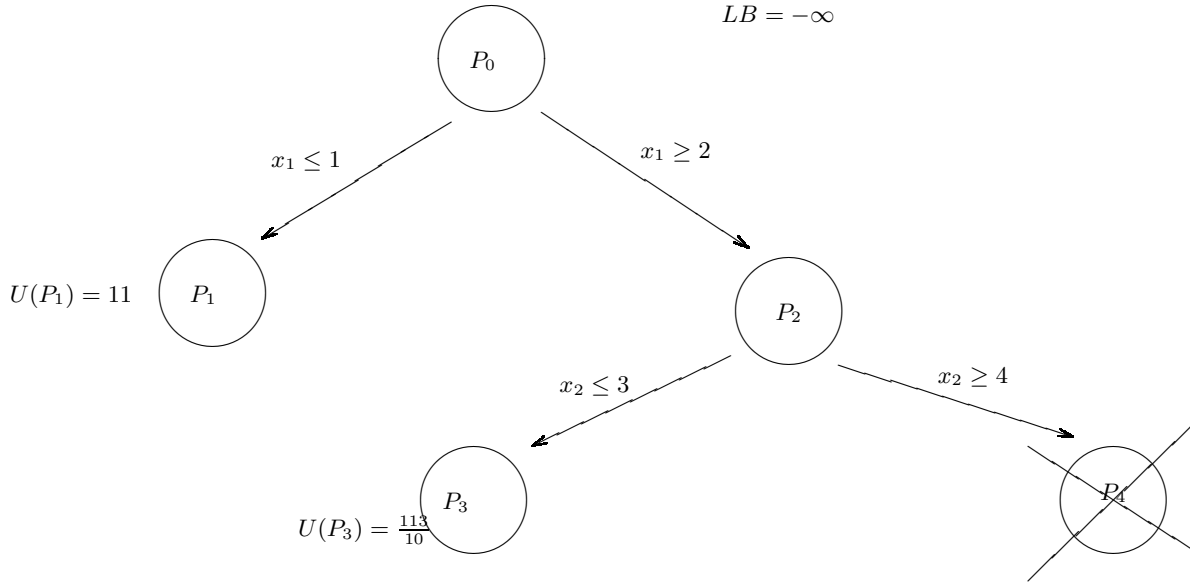 LB = −∞
P₀
x₁ ≤ 1
x₁ ≥ 2
U(P₁) = 11
P₁
P₂
x₂ ≤ 3
x₂ ≥ 4
P₃
P₄
U(P₃) = 113/10